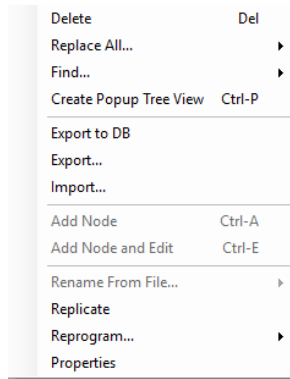 Delete Del
Replace All...
Find...
Create Popup Tree View Ctrl-P
Export to DB
Export...
Import...
Add Node Ctrl-A
Add Node and Edit Ctrl-E
Rename From File...
Replicate
Reprogram...
Properties